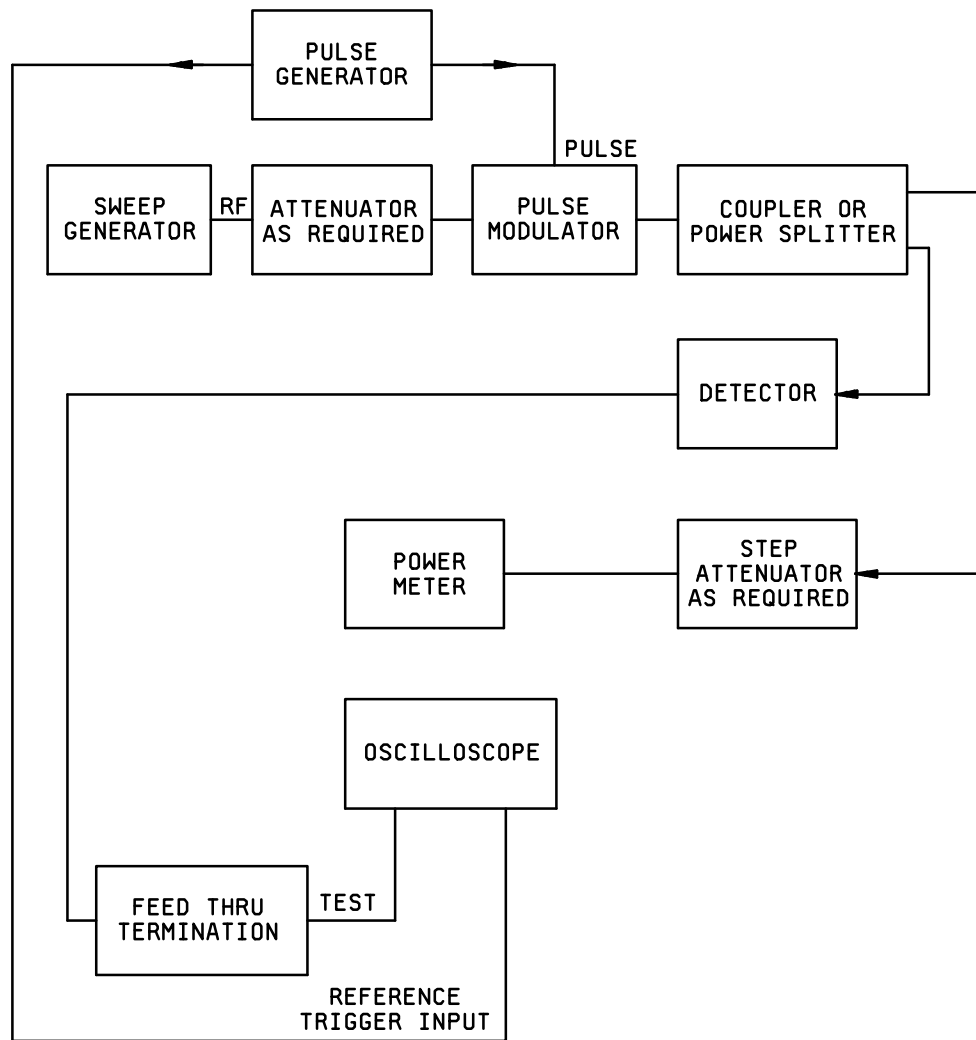 PULSE
GENERATOR
PULSE
SWEEP
GENERATOR
RF
ATTENUATOR
AS REQUIRED
PULSE
MODULATOR
COUPLER OR
POWER SPLITTER
DETECTOR
POWER
METER
STEP
ATTENUATOR
AS REQUIRED
OSCILLOSCOPE
FEED THRU
TERMINATION
TEST
REFERENCE
TRIGGER INPUT